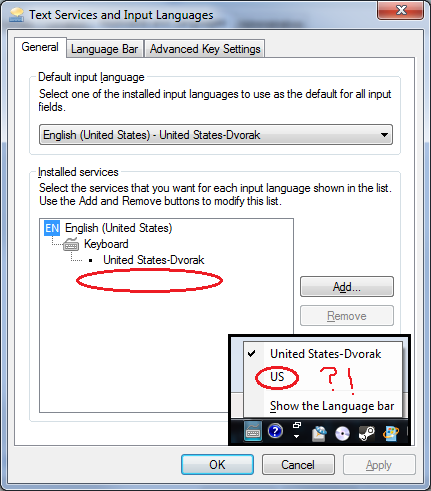 Text Services and Input Languages
General
Language Bar
Advanced Key Settings
Default input language
Select one of the installed input languages to use as the default for all input
fields.
English (United States) - United States-Dvorak
Installed services
Select the services that you want for each input language shown in the list.
Use the Add and Remove buttons to modify this list.
EN English (United States)
Keyboard
United States-Dvorak
Add...
Remove
United States-Dvorak
US ?!
Show the Language bar
OK
Cancel
Apply